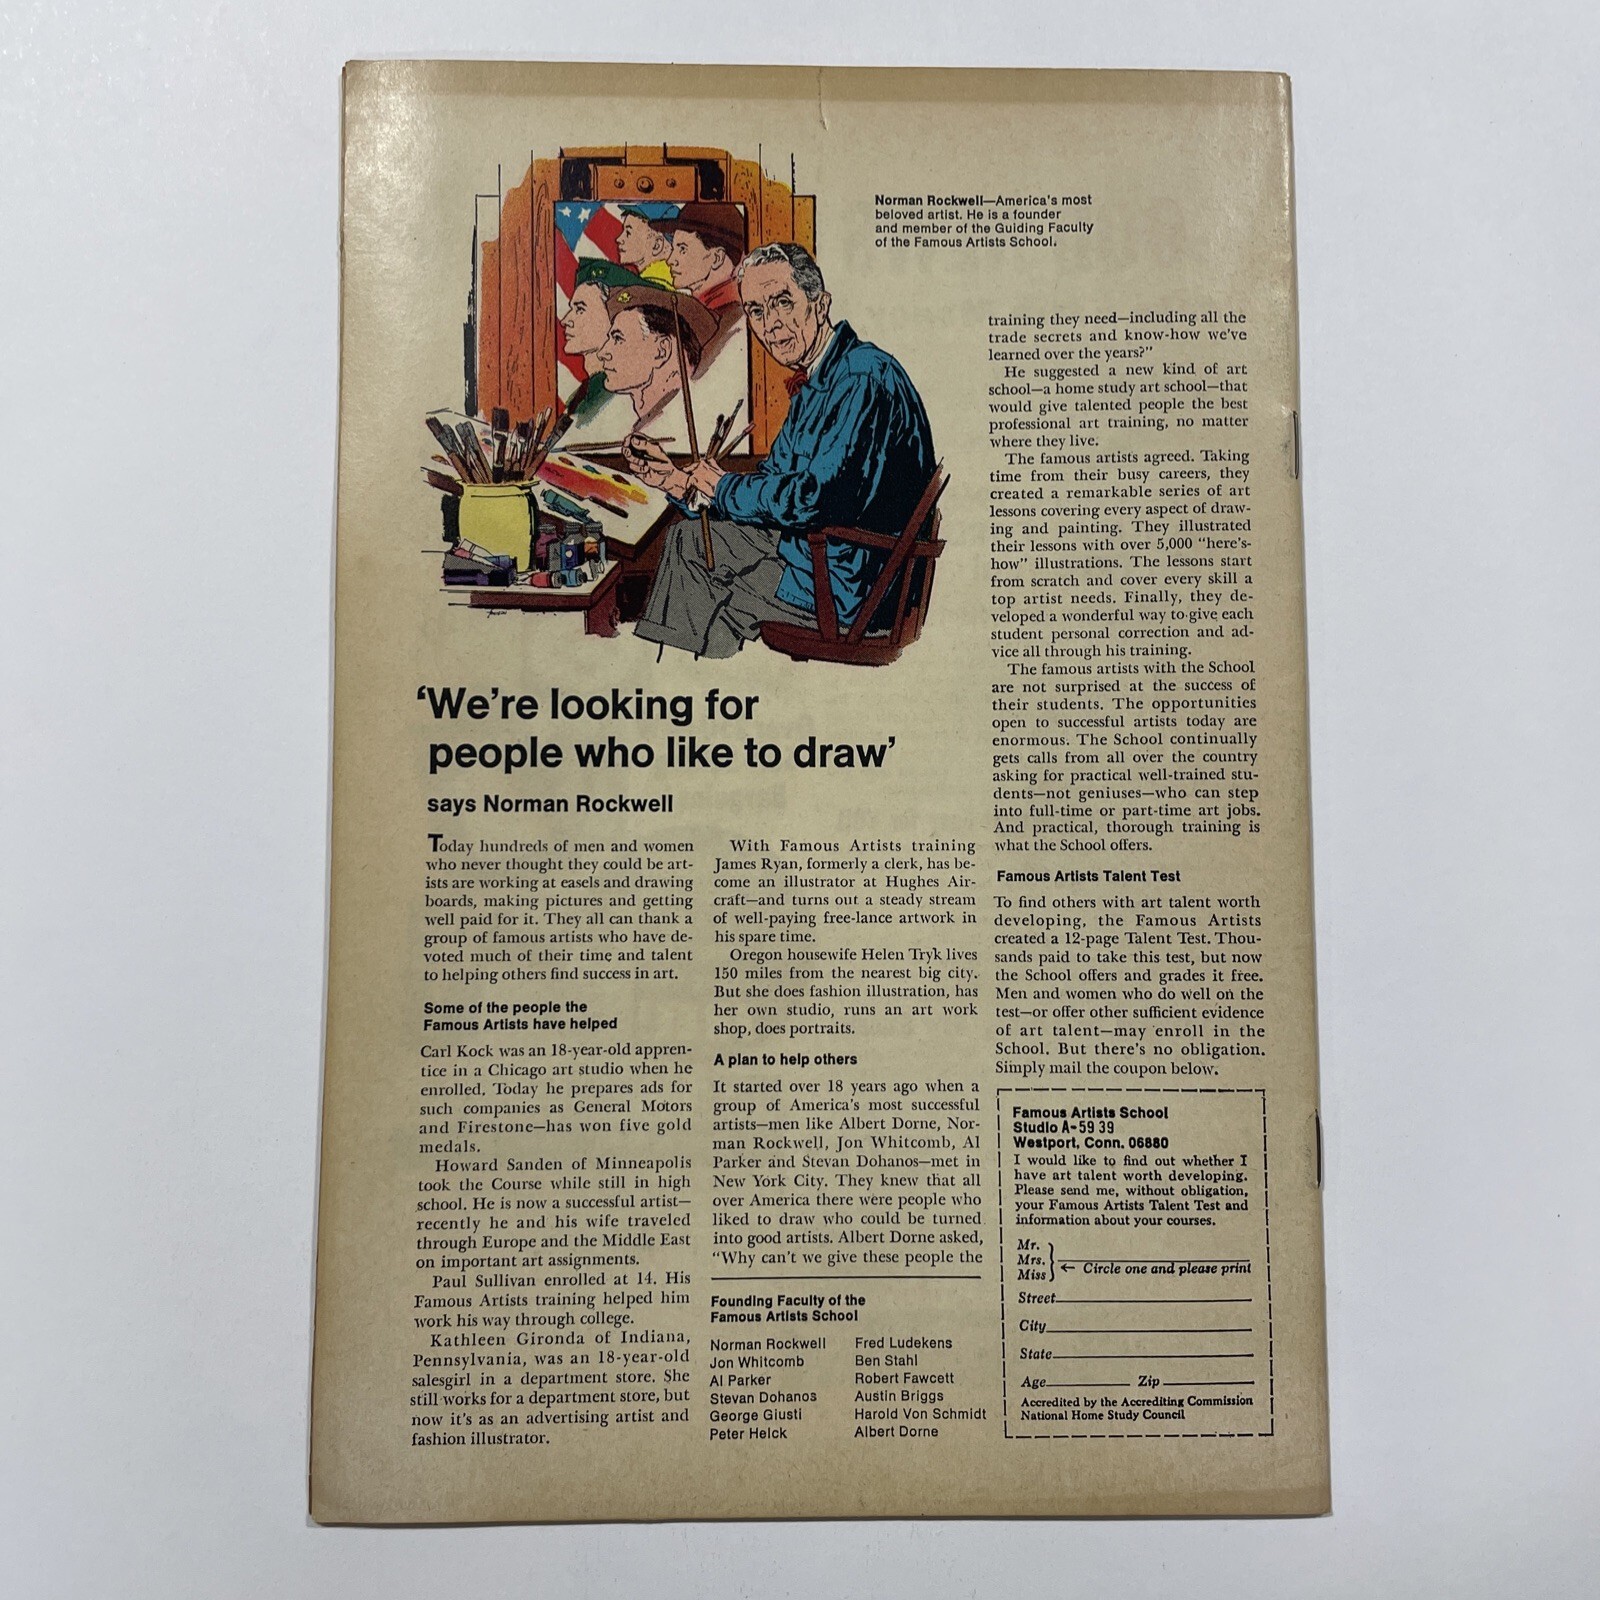 Norman Rockwell—America's most
beloved artist. He is a founder
and member of the Guiding Faculty
of the Famous Artists School.
'We're looking for
people who like to draw'
says Norman Rockwell
Today hundreds of men and women
who never thought they could be art-
ists are working at easels and drawing
boards, making pictures and getting
well paid for it. They all can thank a
group of famous artists who have de-
voted much of their time and talent
to helping others find success in art.
Some of the people the
Famous Artists have helped
Carl Kock was an 18-year-old appren-
tice in a Chicago art studio when he
enrolled. Today he prepares ads for
such companies as General Motors
and Firestone—has won five gold
medals.
Howard Sanden of Minneapolis
took the Course while still in high
school. He is now a successful artist—
recently he and his wife traveled
through Europe and the Middle East
on important art assignments.
Paul Sullivan enrolled at 14. His
Famous Artists training helped him
work his way through college.
Kathleen Gironda of Indiana,
Pennsylvania, was an 18-year-old
salesgirl in a department store. She
still works for a department store, but
now it's as an advertising artist and
fashion illustrator.
With Famous Artists training
James Ryan, formerly a clerk, has be-
come an illustrator at Hughes Air-
craft—and turns out a steady stream
of well-paying free-lance artwork in
his spare time.
Oregon housewife Helen Tryk lives
150 miles from the nearest big city.
But she does fashion illustration, has
her own studio, runs an art work
shop, does portraits.
A plan to help others
It started over 18 years ago when a
group of America's most successful
artists—men like Albert Dorne, Nor-
man Rockwell, Jon Whitcomb, Al
Parker and Stevan Dohanos—met in
New York City. They knew that all
over America there were people who
liked to draw who could be turned
into good artists. Albert Dorne asked,
"Why can't we give these people the
Founding Faculty of the
Famous Artists School
Norman Rockwell Fred Ludekens
Jon Whitcomb Ben Stahl
Al Parker Robert Fawcett
Stevan Dohanos Austin Briggs
George Giusti Harold Von Schmidt
Peter Helck Albert Dorne
training they need—including all the
trade secrets and know-how we've
learned over the years?"
He suggested a new kind of art
school—a home study art school—that
would give talented people the best
professional art training, no matter
where they live.
The famous artists agreed. Taking
time from their busy careers, they
created a remarkable series of art
lessons covering every aspect of draw-
ing and painting. They illustrated
their lessons with over 5,000 "here's-
how" illustrations. The lessons start
from scratch and cover every skill a
top artist needs. Finally, they de-
veloped a wonderful way to give each
student personal correction and ad-
vice all through his training.
The famous artists with the School
are not surprised at the success of
their students. The opportunities
open to successful artists today are
enormous. The School continually
gets calls from all over the country
asking for practical well-trained stu-
dents—not geniuses—who can step
into full-time or part-time art jobs.
And practical, thorough training is
what the School offers.
Famous Artists Talent Test
To find others with art talent worth
developing, the Famous Artists
created a 12-page Talent Test. Thou-
sands paid to take this test, but now
the School offers and grades it free.
Men and women who do well on the
test—or offer other sufficient evidence
of art talent—may enroll in the
School. But there's no obligation.
Simply mail the coupon below.
Famous Artists School
Studio A-59 39
Westport, Conn. 06880
I would like to find out whether I
have art talent worth developing.
Please send me, without obligation,
your Famous Artists Talent Test and
information about your courses.
Mr.
Mrs.
Miss
← Circle one and please print
Street
City
State
Age Zip
Accredited by the Accrediting Commission
National Home Study Council